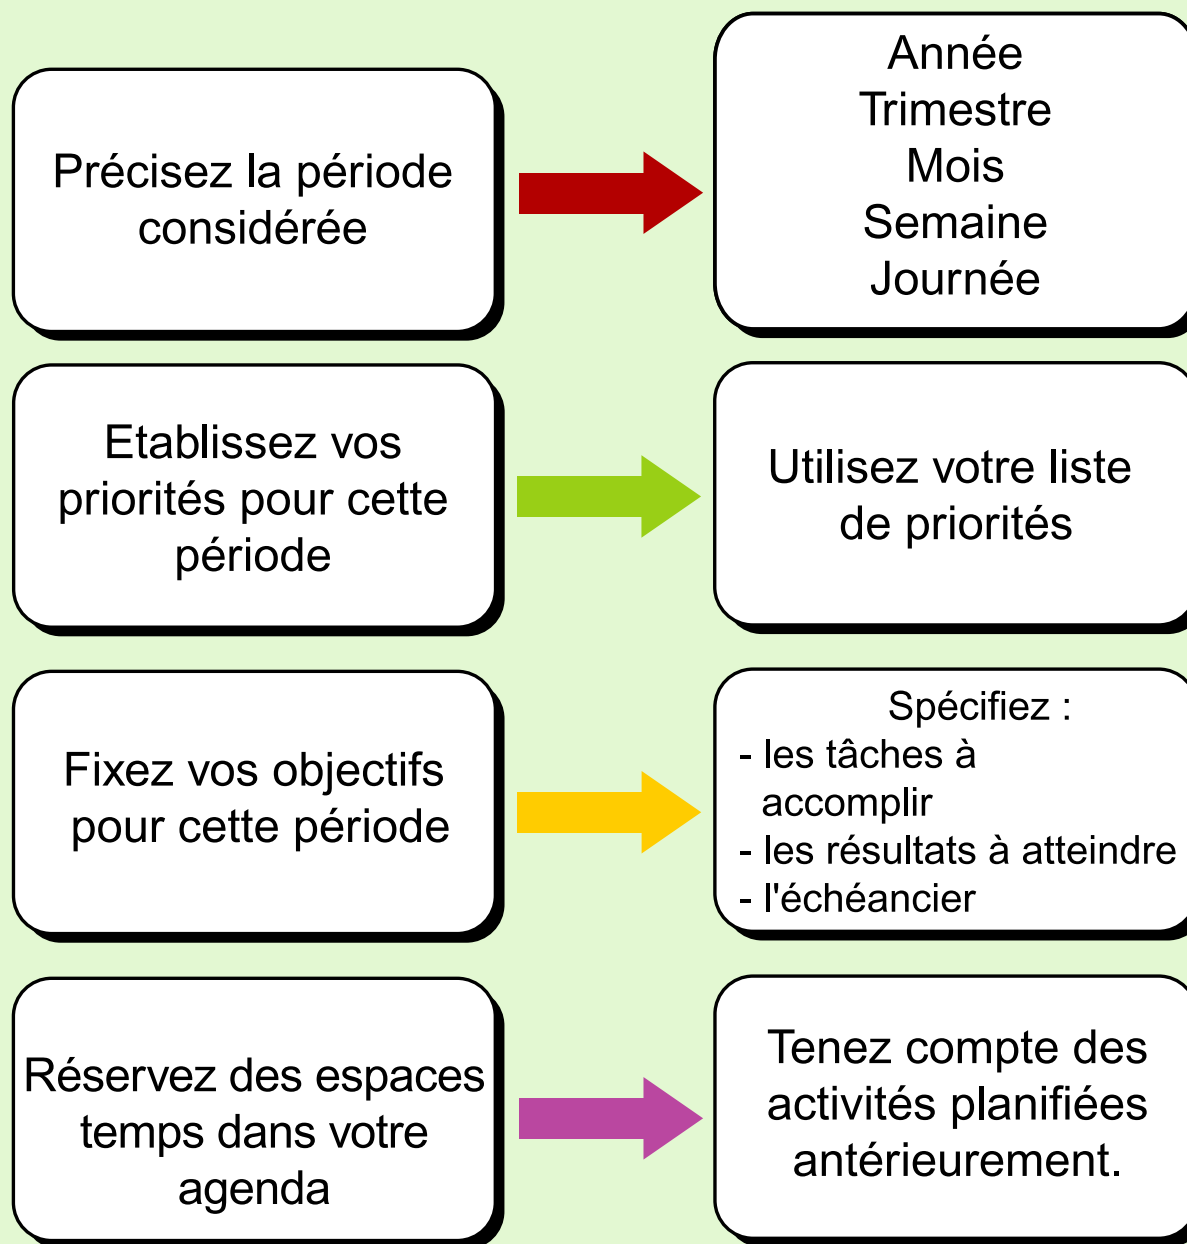 Précisez la période
considérée
Année
Trimestre
Mois
Semaine
Journée
Etablissez vos
priorités pour cette
période
Utilisez votre liste
de priorités
Fixez vos objectifs
pour cette période
Spécifiez :
- les tâches à
accomplir
- les résultats à atteindre
- l'échéancier
Réservez des espaces
temps dans votre
agenda
Tenez compte des
activités planifiées
antérieurement.